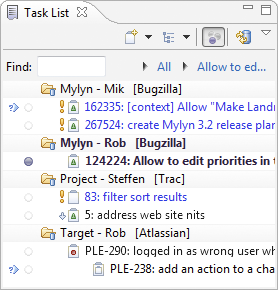 Task List
Find: All Allow to ed...
Mylyn - Mik [Bugzilla]
162335: [context] Allow "Make Land
267524: create Mylyn 3.2 release plan
Mylyn - Rob [Bugzilla]
124224: Allow to edit priorities in t
Project - Steffen [Trac]
83: filter sort results
5: address web site nits
Target - Rob [Atlassian]
PLE-290: logged in as wrong user wh
PLE-238: add an action to a cha